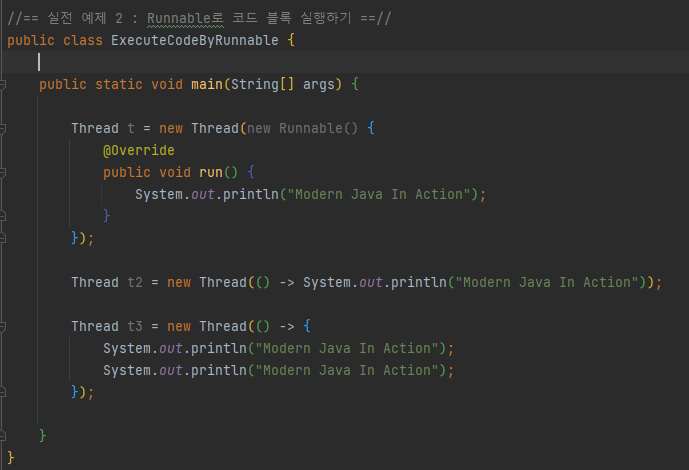 //== 실전 예제 2 : Runnable로 코드 블록 실행하기 ==//
public class ExecuteCodeByRunnable {
public static void main(String[] args) {
Thread t = new Thread(new Runnable() {
@Override
public void run() {
System.out.println("Modern Java In Action");
}
});
Thread t2 = new Thread(() -> System.out.println("Modern Java In Action"));
Thread t3 = new Thread(() -> {
System.out.println("Modern Java In Action");
System.out.println("Modern Java In Action");
});
}
}